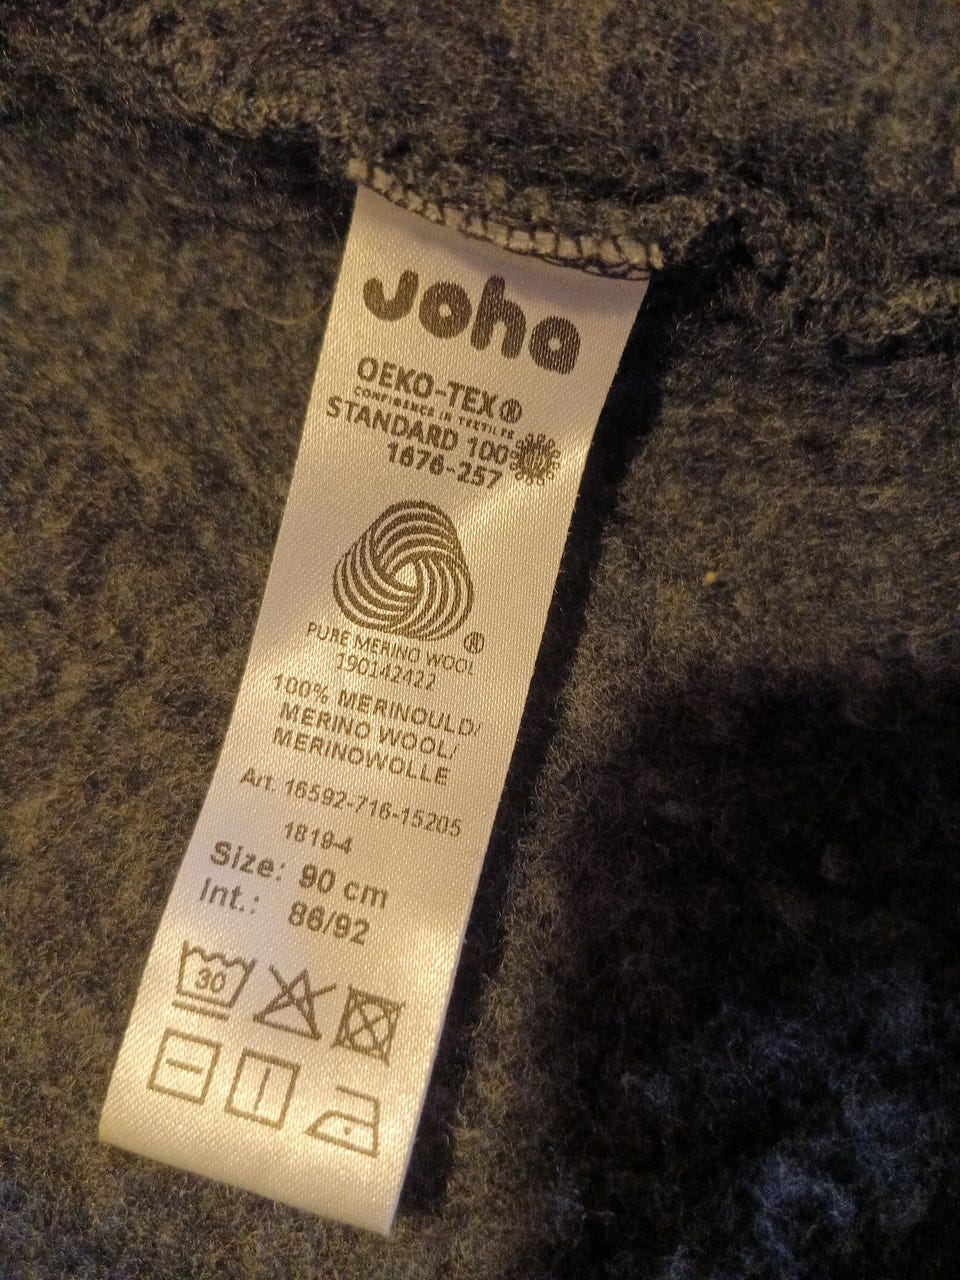 Joha
OEKO-TEX®
CONFIDENCE IN TEXTILES
STANDARD 100
1676-257
PURE MERINO WOOL ®
190142422
100% MERINOULD/
MERINO WOOL/
MERINOWOLLE
Art. 16592-716-15205
1819-4
Size: 90 cm
Int.: 86/92
30